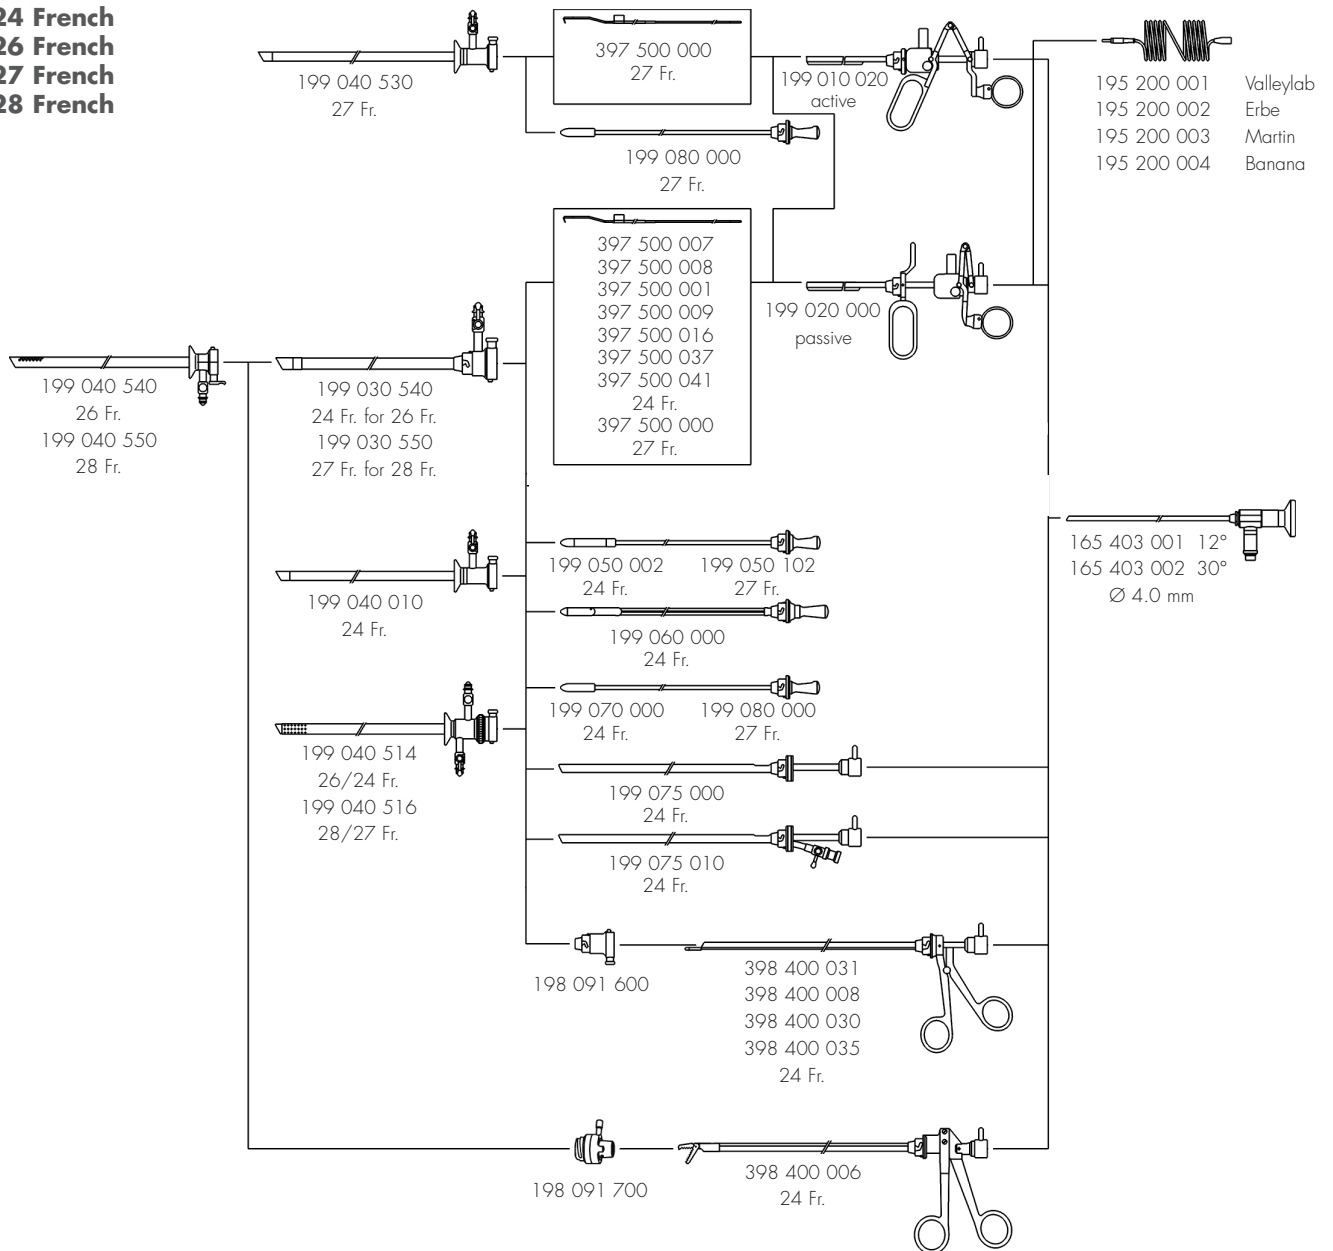 24 French
26 French
27 French
28 French
199 040 530
27 Fr.
397 500 000
27 Fr.
199 080 000
27 Fr.
199 010 020
active
195 200 001 Valleylab
195 200 002 Erbe
195 200 003 Martin
195 200 004 Banana
397 500 007
397 500 008
397 500 001
397 500 009
397 500 016
397 500 037
397 500 041
24 Fr.
397 500 000
27 Fr.
199 020 000
passive
199 040 540
26 Fr.
199 040 550
28 Fr.
199 030 540
24 Fr. for 26 Fr.
199 030 550
27 Fr. for 28 Fr.
199 040 010
24 Fr.
199 050 002 199 050 102
24 Fr. 27 Fr.
199 060 000
24 Fr.
199 070 000 199 080 000
24 Fr. 27 Fr.
165 403 001 12°
165 403 002 30°
Ø 4.0 mm
199 040 514
26/24 Fr.
199 040 516
28/27 Fr.
199 075 000
24 Fr.
199 075 010
24 Fr.
198 091 600
398 400 031
398 400 008
398 400 030
398 400 035
24 Fr.
198 091 700
398 400 006
24 Fr.